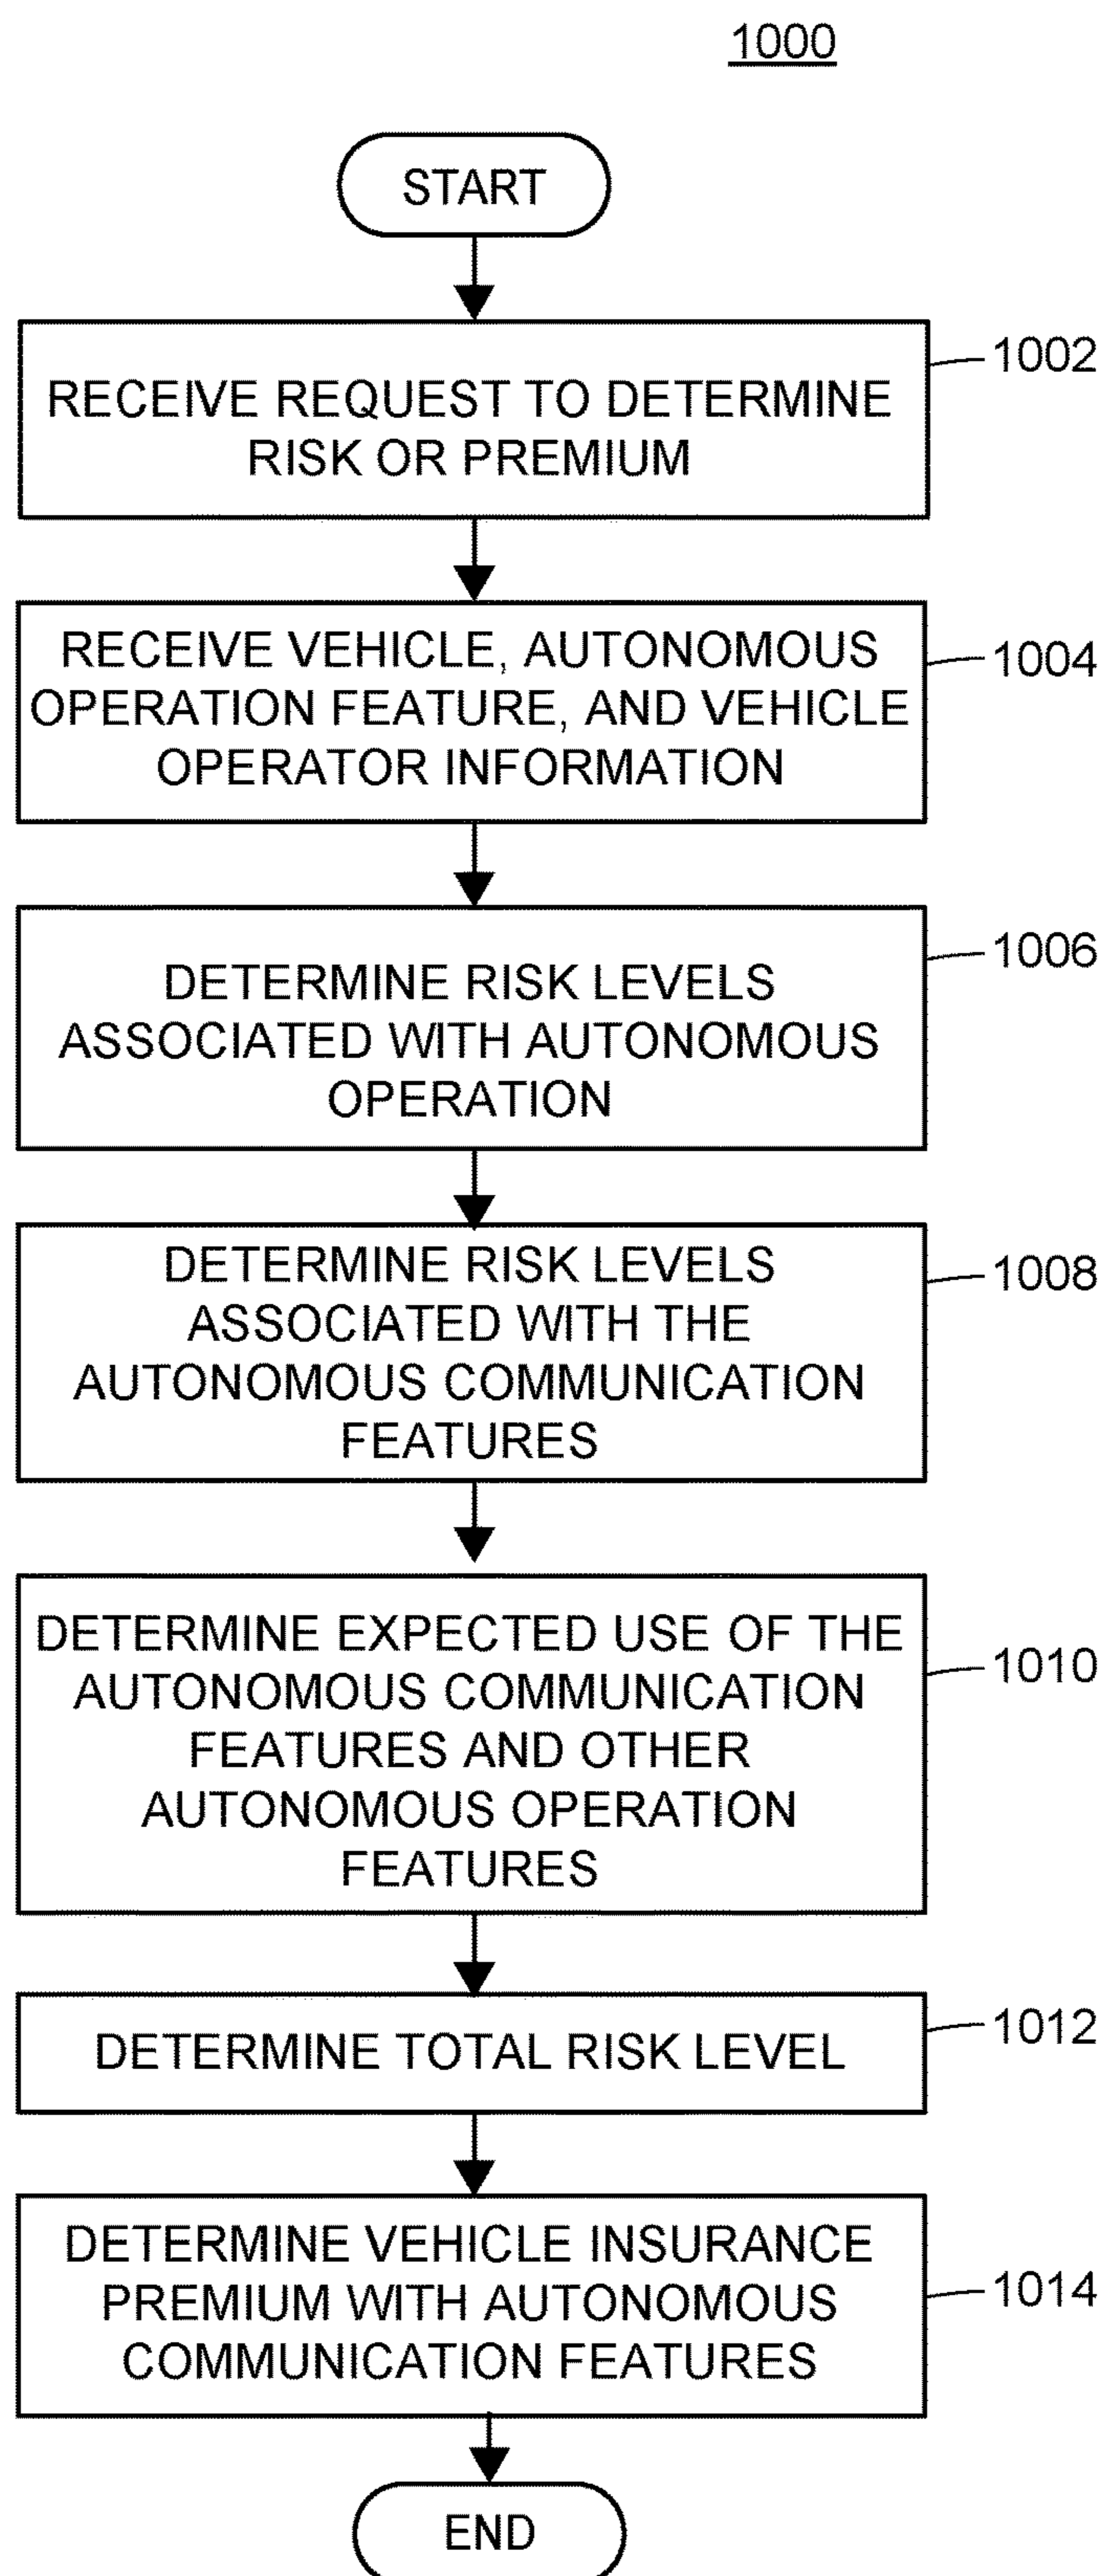 1000
START
RECEIVE REQUEST TO DETERMINE
RISK OR PREMIUM
1002
RECEIVE VEHICLE, AUTONOMOUS
OPERATION FEATURE, AND VEHICLE
OPERATOR INFORMATION
1004
DETERMINE RISK LEVELS
ASSOCIATED WITH AUTONOMOUS
OPERATION
1006
DETERMINE RISK LEVELS
ASSOCIATED WITH THE
AUTONOMOUS COMMUNICATION
FEATURES
1008
DETERMINE EXPECTED USE OF THE
AUTONOMOUS COMMUNICATION
FEATURES AND OTHER
AUTONOMOUS OPERATION
FEATURES
1010
DETERMINE TOTAL RISK LEVEL
1012
DETERMINE VEHICLE INSURANCE
PREMIUM WITH AUTONOMOUS
COMMUNICATION FEATURES
1014
END